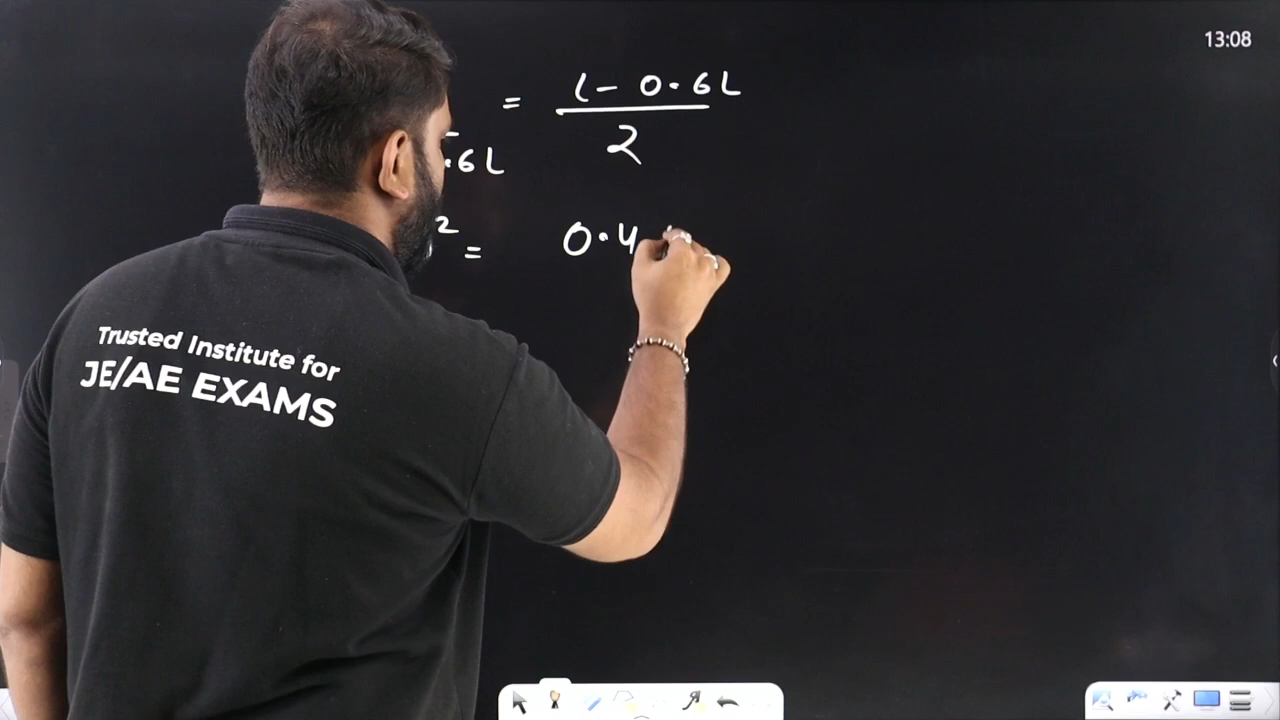 13:08
= l - 0.6L
2
.6L
2 = 0.4
Trusted Institute for
JE/AE EXAMS